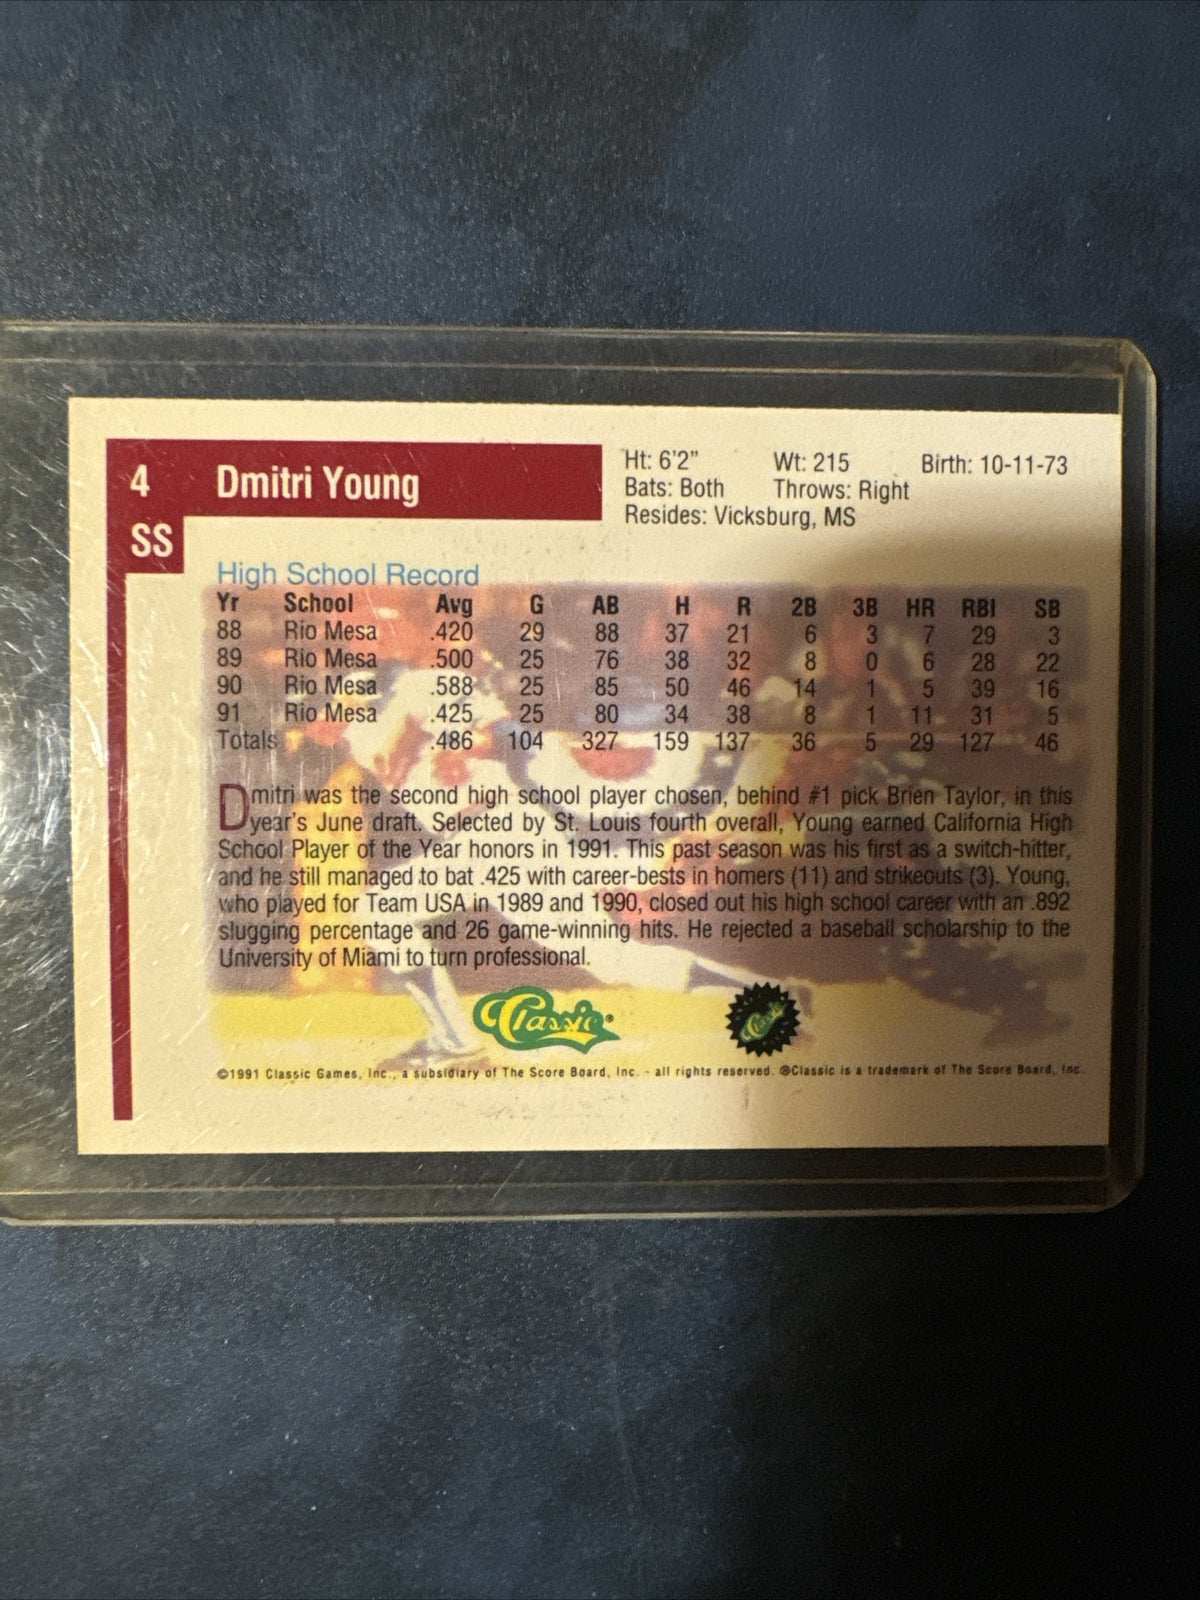 4 Dmitri Young
SS
Ht: 6'2" Wt: 215 Birth: 10-11-73
Bats: Both Throws: Right
Resides: Vicksburg, MS
High School Record
Yr School Avg G AB H R 2B 3B HR RBI SB
88 Rio Mesa .420 29 88 37 21 6 3 7 29 3
89 Rio Mesa .500 25 76 38 32 8 0 6 28 22
90 Rio Mesa .588 25 85 50 46 14 1 5 39 16
91 Rio Mesa .425 25 80 34 38 8 1 11 31 5
Totals .486 104 327 159 137 36 5 29 127 46
Dmitri was the second high school player chosen, behind #1 pick Brien Taylor, in this
year's June draft. Selected by St. Louis fourth overall, Young earned California High
School Player of the Year honors in 1991. This past season was his first as a switch-hitter,
and he still managed to bat .425 with career-bests in homers (11) and strikeouts (3). Young,
who played for Team USA in 1989 and 1990, closed out his high school career with an .892
slugging percentage and 26 game-winning hits. He rejected a baseball scholarship to the
University of Miami to turn professional.
Classic®
Classic
©1991 Classic Games, Inc., a subsidiary of The Score Board, Inc. - all rights reserved. ®Classic is a trademark of The Score Board, Inc.